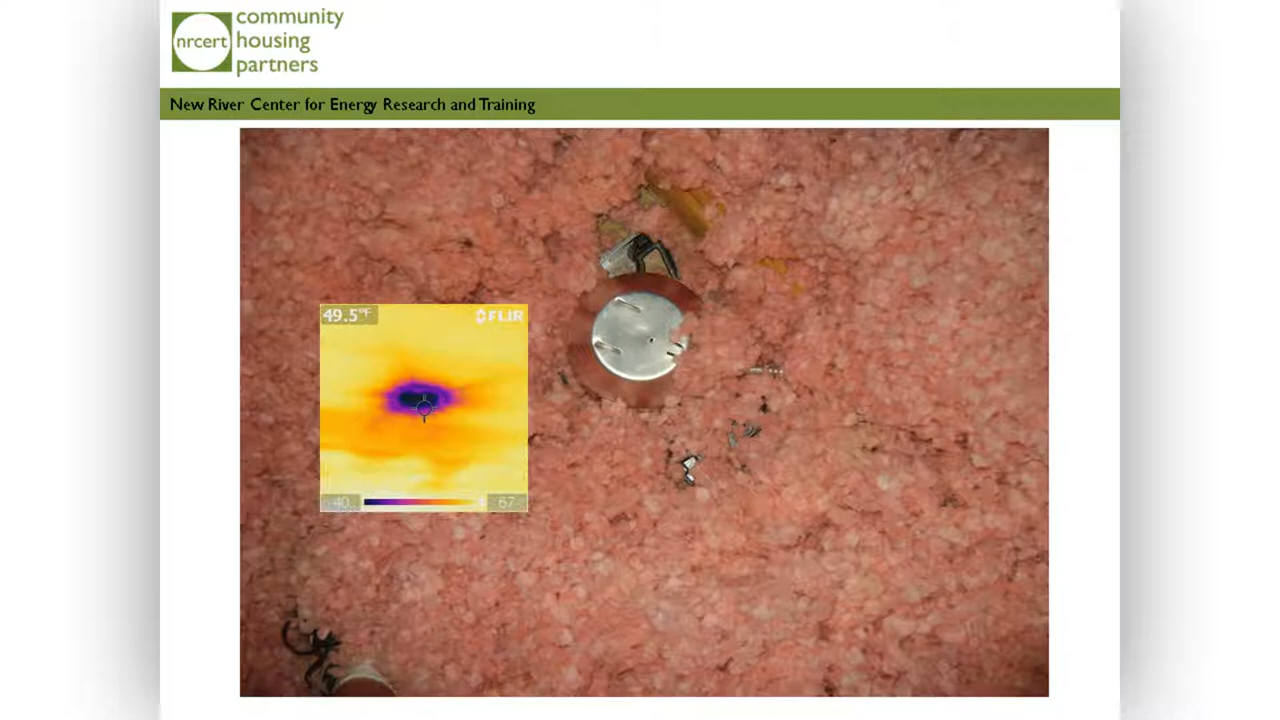 community
housing
partners
nrcert
New River Center for Energy Research and Training
49.5°F
FLIR
40
67